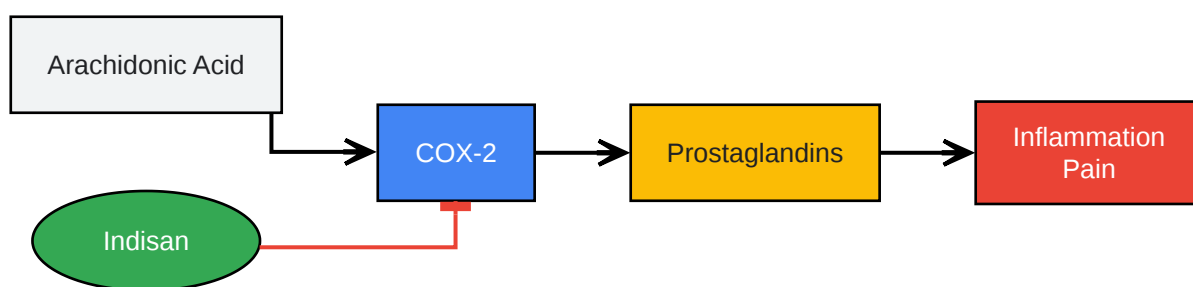 Arachidonic Acid
COX-2
Prostaglandins
Inflammation
Pain
Indisan